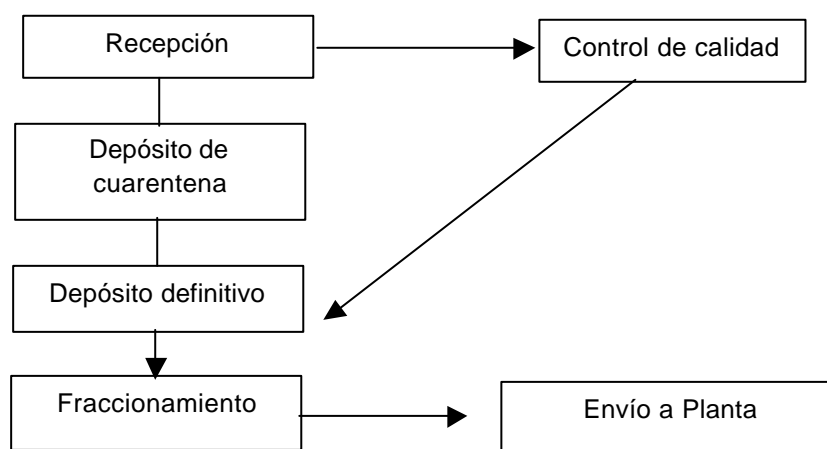 Recepción
Control de calidad
Depósito de
cuarentena
Depósito definitivo
Fraccionamiento
Envío a Planta